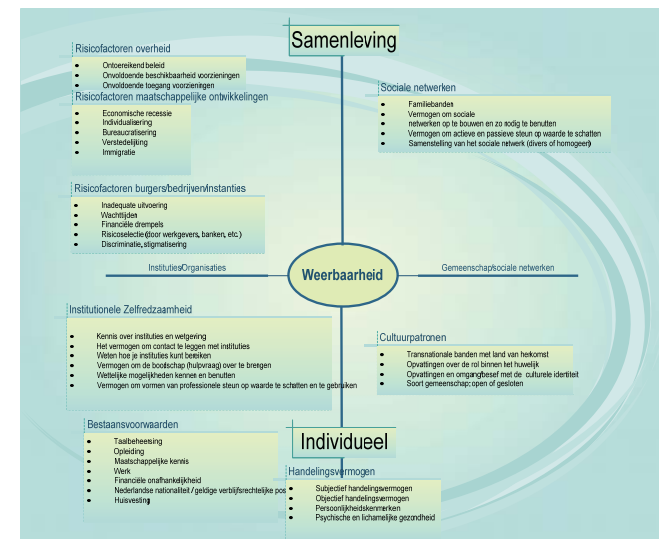 Samenleving
Risicofactoren overheid
• Ontoereikend beleid
• Onvoldoende beschikbaarheid voorzieningen
• Onvoldoende toegang voorzieningen
Risicofactoren maatschappelijke ontwikkelingen
• Economische recessie
• Individualisering
• Bureaucratisering
• Verstedelijking
• Immigratie
Sociale netwerken
• Familiebanden
• Vermogen om sociale
• netwerken op te bouwen en zo nodig te benutten
• Vermogen om actieve en passieve steun op waarde te schatten
• Samenstelling van het sociale netwerk (divers of homogeen)
Risicofactoren burgers/bedrijven/instanties
• Inadequate uitvoering
• Wachttijden
• Financiële drempels
• Risicoselectie (door werkgevers, banken, etc.)
• Discriminatie, stigmatisering
Instituties/Organisaties
Weerbaarheid
Gemeenschap/sociale netwerken
Institutionele Zelfredzaamheid
• Kennis over instituties en wetgeving
• Het vermogen om contact te leggen met instituties
• Weten hoe je instituties kunt bereiken
• Vermogen om de boodschap (hulpvraag) over te brengen
• Wettelijke mogelijkheden kennen en benutten
• Vermogen om vormen van professionele steun op waarde te schatten en te gebruiken
Cultuurpatronen
• Transnationale banden met land van herkomst
• Opvattingen over de rol binnen het huwelijk
• Opvattingen en omgang/besef met de culturele identiteit
• Soort gemeenschap; open of gesloten
Bestaansvoorwaarden
• Taalbeheersing
• Opleiding
• Maatschappelijke kennis
• Werk
• Financiële onafhankelijkheid
• Nederlandse nationaliteit / geldige verblijfsrechtelijke pos
• Huisvesting
Individueel
Handelingsvermogen
• Subjectief handelingsvermogen
• Objectief handelingsvermogen
• Persoonlijkheidskenmerken
• Psychische en lichamelijke gezondheid